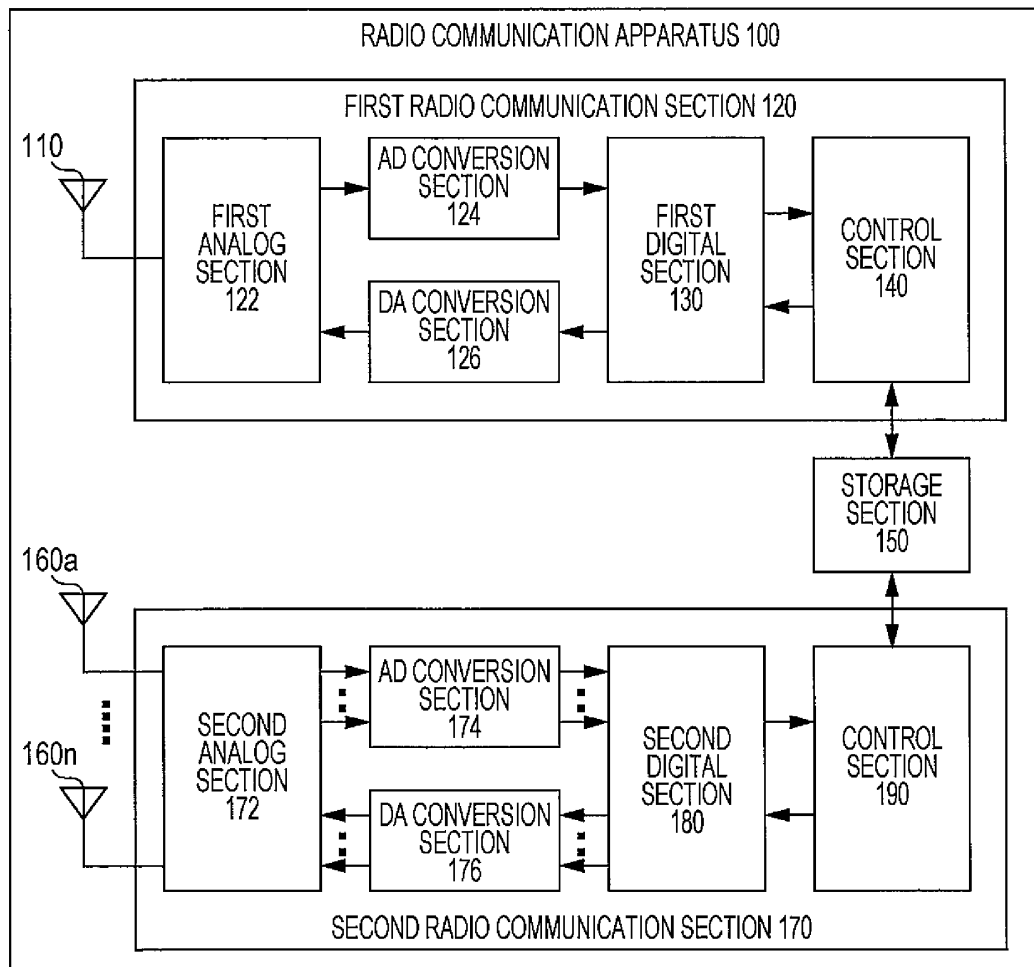 RADIO COMMUNICATION APPARATUS 100
FIRST RADIO COMMUNICATION SECTION 120
110
FIRST
ANALOG
SECTION
122
AD CONVERSION
SECTION
124
DA CONVERSION
SECTION
126
FIRST
DIGITAL
SECTION
130
CONTROL
SECTION
140
STORAGE
SECTION
150
160a
160n
SECOND
ANALOG
SECTION
172
AD CONVERSION
SECTION
174
DA CONVERSION
SECTION
176
SECOND
DIGITAL
SECTION
180
CONTROL
SECTION
190
SECOND RADIO COMMUNICATION SECTION 170